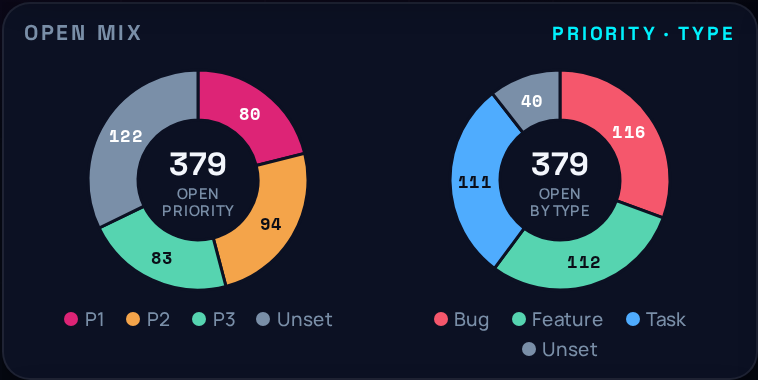 OPEN MIX
PRIORITY · TYPE
80
122
379
OPEN
PRIORITY
94
83
P1 P2 P3 Unset
40
116
379
OPEN
BY TYPE
111
112
Bug Feature Task
Unset